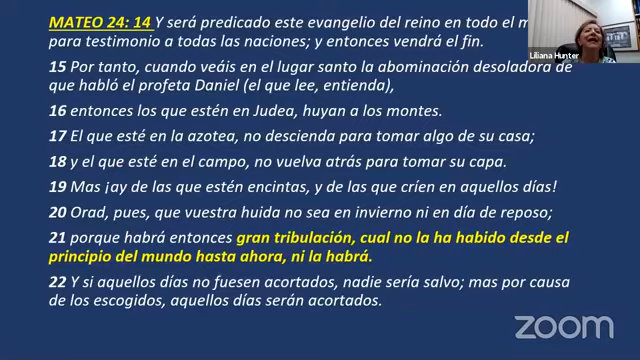 MATEO 24: 14 Y será predicado este evangelio del reino en todo el m
para testimonio a todas las naciones; y entonces vendrá el fin.
Liliana Hunter
15 Por tanto, cuando veáis en el lugar santo la abominación desoladora de
que habló el profeta Daniel (el que lee, entienda),
16 entonces los que estén en Judea, huyan a los montes.
17 El que esté en la azotea, no descienda para tomar algo de su casa;
18 y el que esté en el campo, no vuelva atrás para tomar su capa.
19 Mas ¡ay de las que estén encintas, y de las que críen en aquellos días!
20 Orad, pues, que vuestra huida no sea en invierno ni en día de reposo;
21 porque habrá entonces gran tribulación, cual no la ha habido desde el
principio del mundo hasta ahora, ni la habrá.
22 Y si aquellos días no fuesen acortados, nadie sería salvo; mas por causa
de los escogidos, aquellos días serán acortados.
zoom